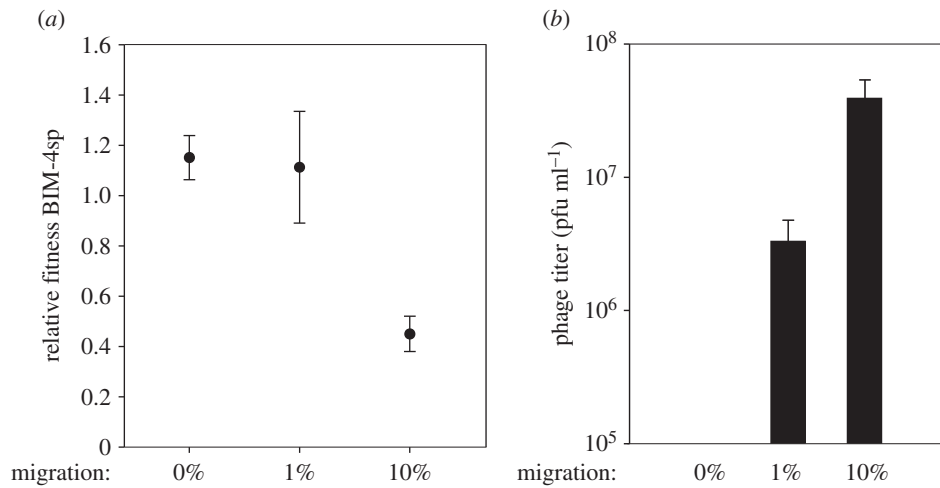 (a)
1.6
1.4
1.2
1.0
0.8
0.6
0.4
0.2
0
relative fitness BIM-4sp
migration: 0% 1% 10%
(b)
10⁸
10⁷
10⁶
10⁵
phage titer (pfu ml⁻¹)
migration: 0% 1% 10%